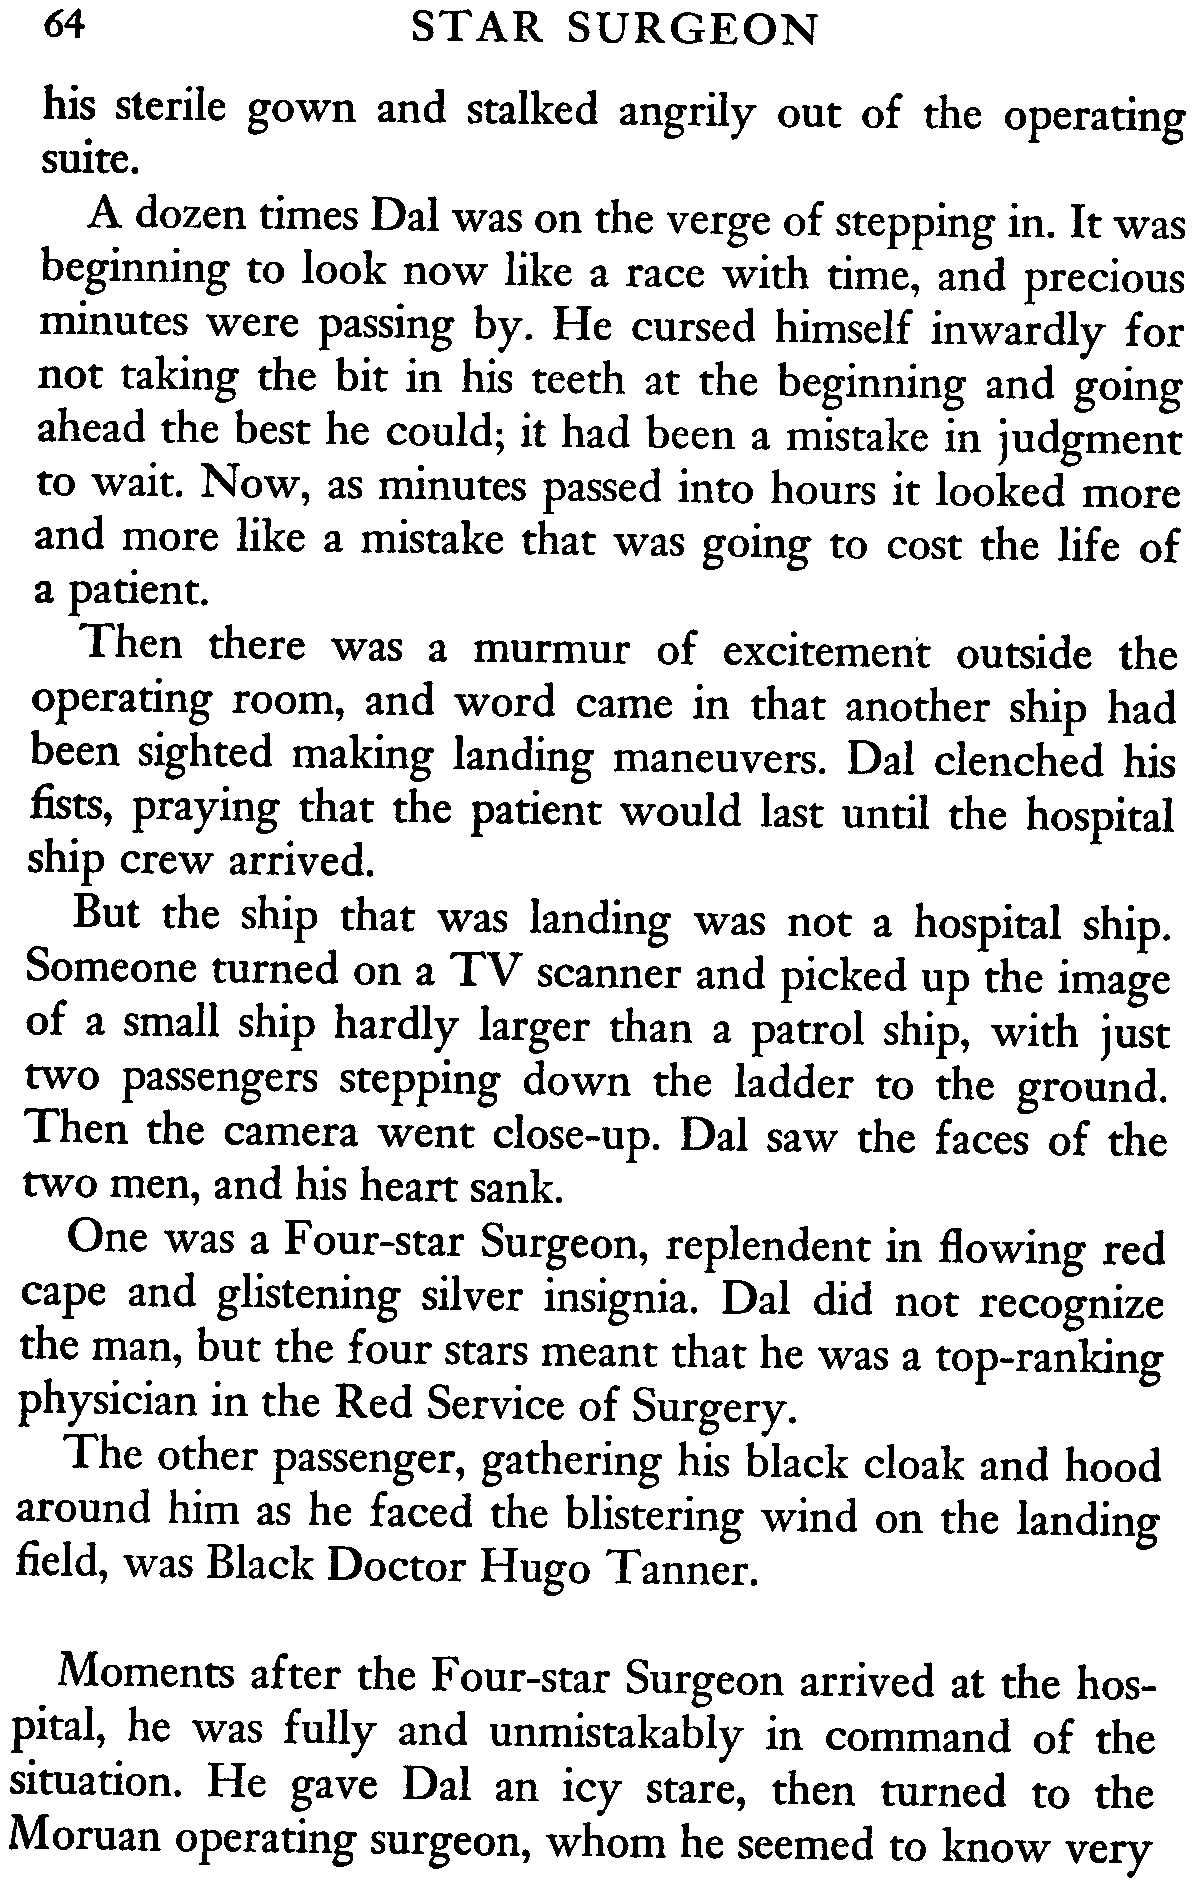 64 STAR SURGEON
his sterile gown and stalked angrily out of the operating
suite.
A dozen times Dal was on the verge of stepping in. It was
beginning to look now like a race with time, and precious
minutes were passing by. He cursed himself inwardly for
not taking the bit in his teeth at the beginning and going
ahead the best he could; it had been a mistake in judgment
to wait. Now, as minutes passed into hours it looked more
and more like a mistake that was going to cost the life of
a patient.
Then there was a murmur of excitement outside the
operating room, and word came in that another ship had
been sighted making landing maneuvers. Dal clenched his
fists, praying that the patient would last until the hospital
ship crew arrived.
But the ship that was landing was not a hospital ship.
Someone turned on a TV scanner and picked up the image
of a small ship hardly larger than a patrol ship, with just
two passengers stepping down the ladder to the ground.
Then the camera went close-up. Dal saw the faces of the
two men, and his heart sank.
One was a Four-star Surgeon, replendent in flowing red
cape and glistening silver insignia. Dal did not recognize
the man, but the four stars meant that he was a top-ranking
physician in the Red Service of Surgery.
The other passenger, gathering his black cloak and hood
around him as he faced the blistering wind on the landing
field, was Black Doctor Hugo Tanner.
Moments after the Four-star Surgeon arrived at the hos-
pital, he was fully and unmistakably in command of the
situation. He gave Dal an icy stare, then turned to the
Moruan operating surgeon, whom he seemed to know very